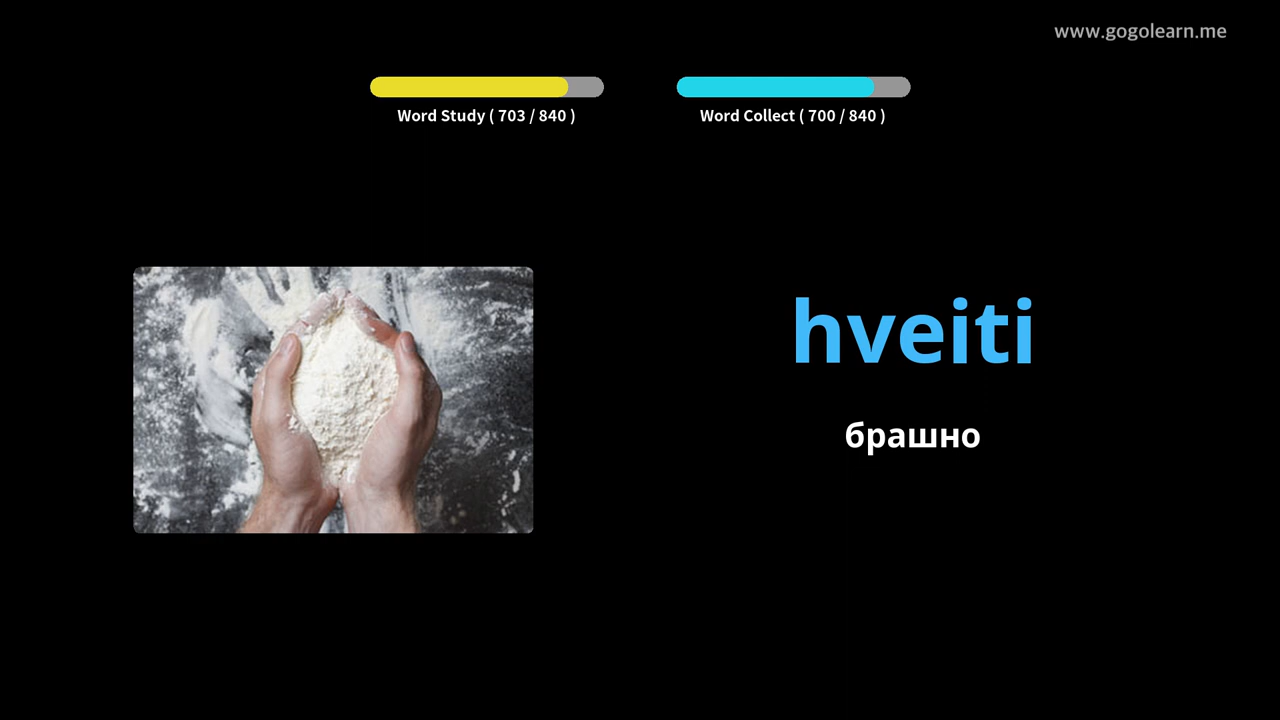 www.gogolearn.me
Word Study ( 703 / 840 )
Word Collect ( 700 / 840 )
hveiti
брашно